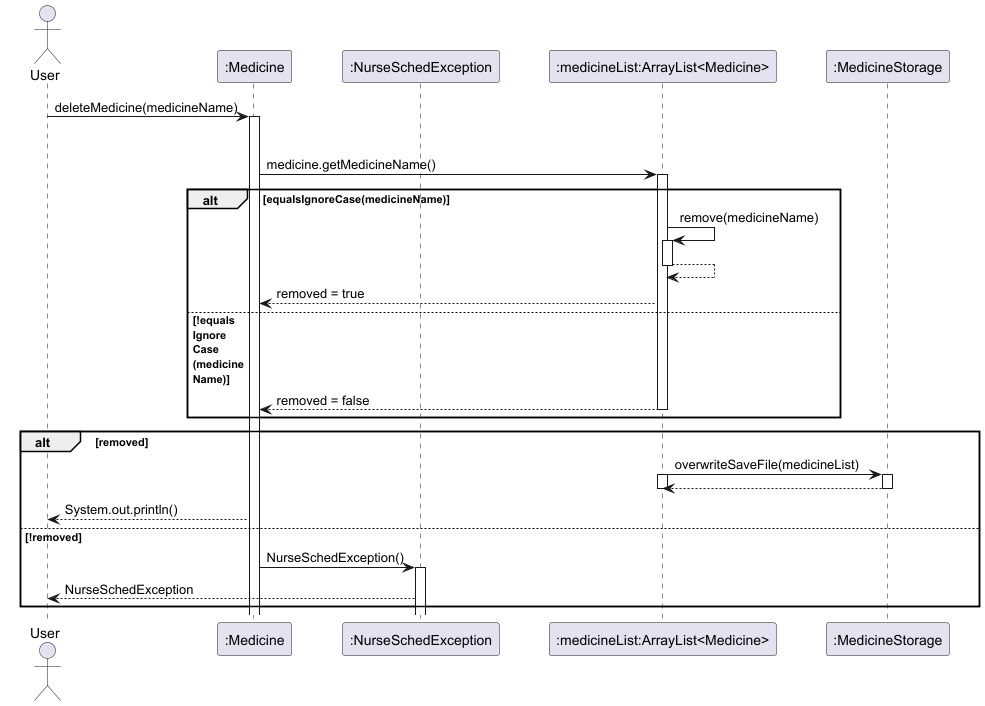 User
:Medicine
:NurseSchedException
:medicineList:ArrayList<Medicine>
:MedicineStorage
deleteMedicine(medicineName)
medicine.getMedicineName()
alt
[equalsIgnoreCase(medicineName)]
remove(medicineName)
removed = true
[!equals
Ignore
Case
(medicine
Name)]
removed = false
alt
[removed]
overwriteSaveFile(medicineList)
System.out.println()
[!removed]
NurseSchedException()
NurseSchedException
User
:Medicine
:NurseSchedException
:medicineList:ArrayList<Medicine>
:MedicineStorage